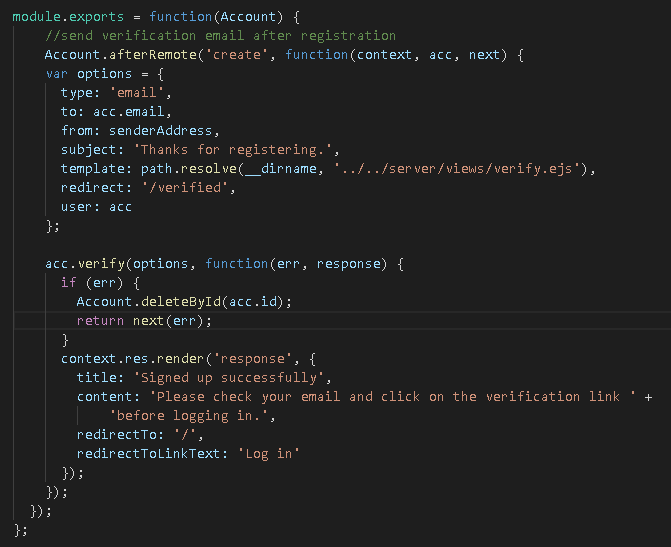 module.exports = function(Account) {
    //send verification email after registration
    Account.afterRemote('create', function(context, acc, next) {
    var options = {
      type: 'email',
      to: acc.email,
      from: senderAddress,
      subject: 'Thanks for registering.',
      template: path.resolve(__dirname, '../../server/views/verify.ejs'),
      redirect: '/verified',
      user: acc
    };

    acc.verify(options, function(err, response) {
      if (err) {
        Account.deleteById(acc.id);
        return next(err);
      }
      context.res.render('response', {
        title: 'Signed up successfully',
        content: 'Please check your email and click on the verification link ' +
            'before logging in.',
        redirectTo: '/',
        redirectToLinkText: 'Log in'
      });
    });
  });
};